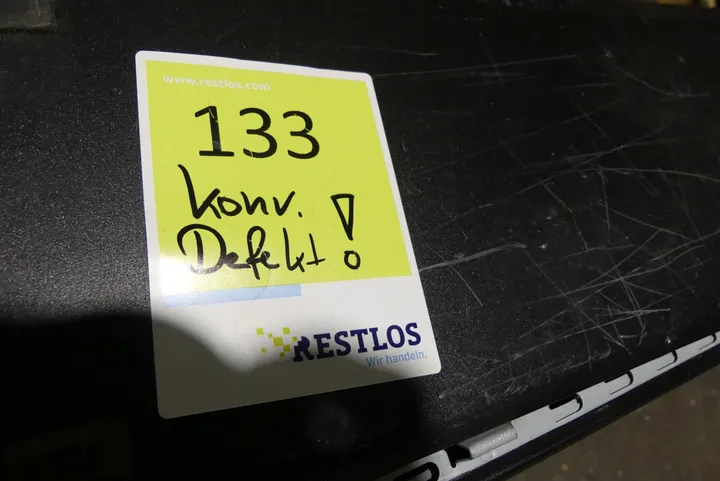 www.restlos.com
133
konv.
Defekt!
RESTLOS
Wir handeln.